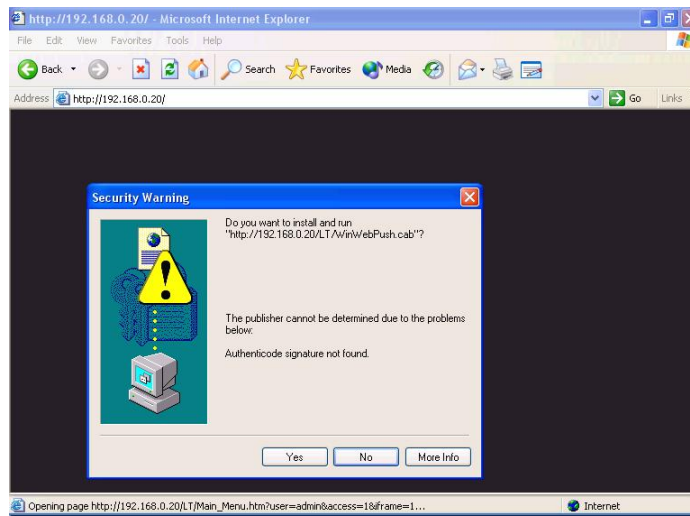 http://192.168.0.20/ - Microsoft Internet Explorer
File Edit View Favorites Tools Help
Back Search Favorites Media
Address http://192.168.0.20/ Go Links
Security Warning
Do you want to install and run
"http://192.168.0.20/LT/WinWebPush.cab"?
The publisher cannot be determined due to the problems
below:
Authenticode signature not found.
Yes No More Info
Opening page http://192.168.0.20/LT/Main_Menu.htm?user=admin&access=1&iframe=1... Internet